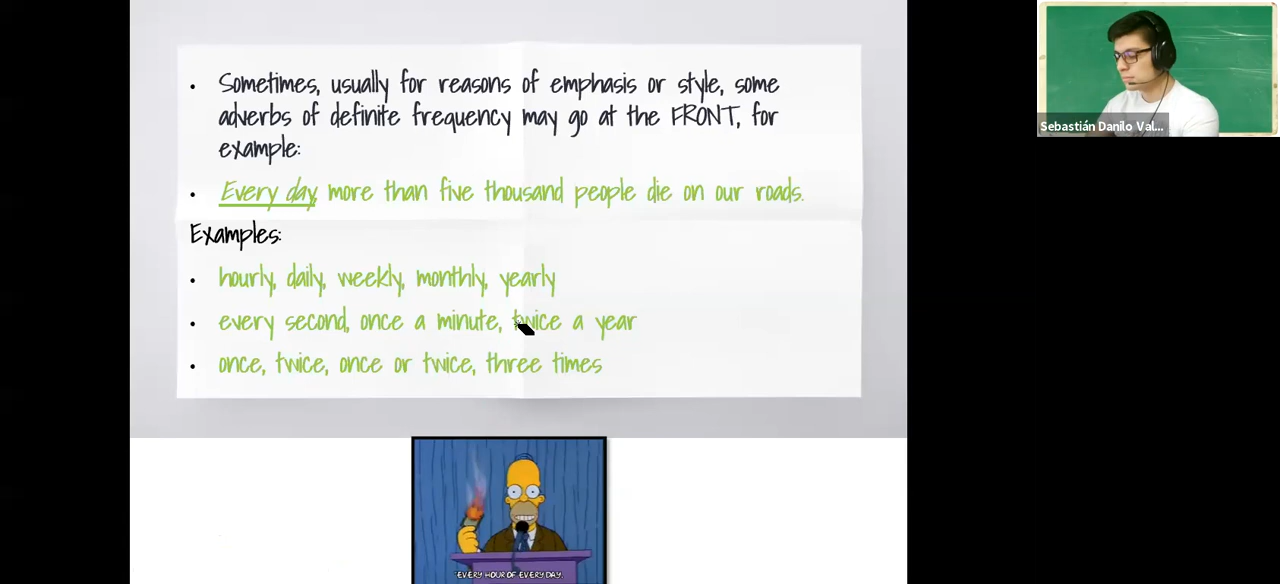 Sometimes, usually for reasons of emphasis or style, some
adverbs of definite frequency may go at the FRONT, for
example:
Every day, more than five thousand people die on our roads.
Examples:
hourly, daily, weekly, monthly, yearly
every second, once a minute, twice a year
once, twice, once or twice, three times
Sebastián Danilo Val...
"EVERY HOUR OF EVERY DAY.